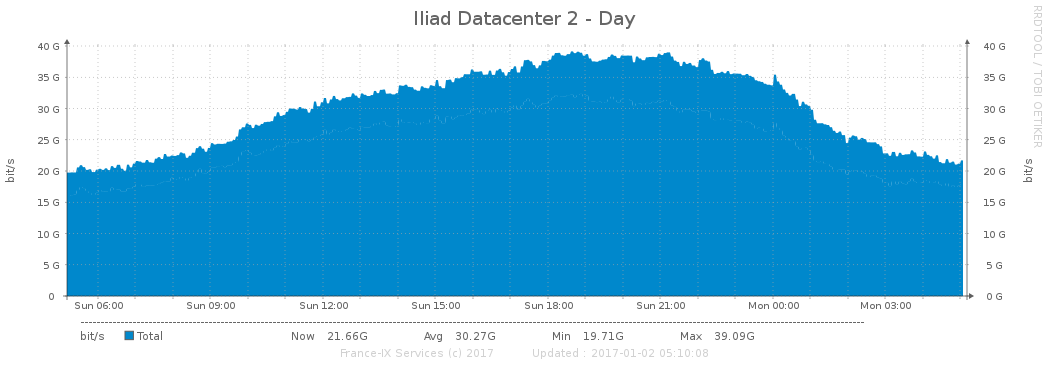 Iliad Datacenter 2 - Day
RRDTOOL / TOBI OETIKER
40 G 40 G
35 G 35 G
30 G 30 G
25 G 25 G
20 G 20 G
15 G 15 G
10 G 10 G
5 G 5 G
0 0 G
bit/s bit/s
Sun 06:00 Sun 09:00 Sun 12:00 Sun 15:00 Sun 18:00 Sun 21:00 Mon 00:00 Mon 03:00
bit/s Total Now 21.66G Avg 30.27G Min 19.71G Max 39.09G
France-IX Services (c) 2017 Updated : 2017-01-02 05:10:08